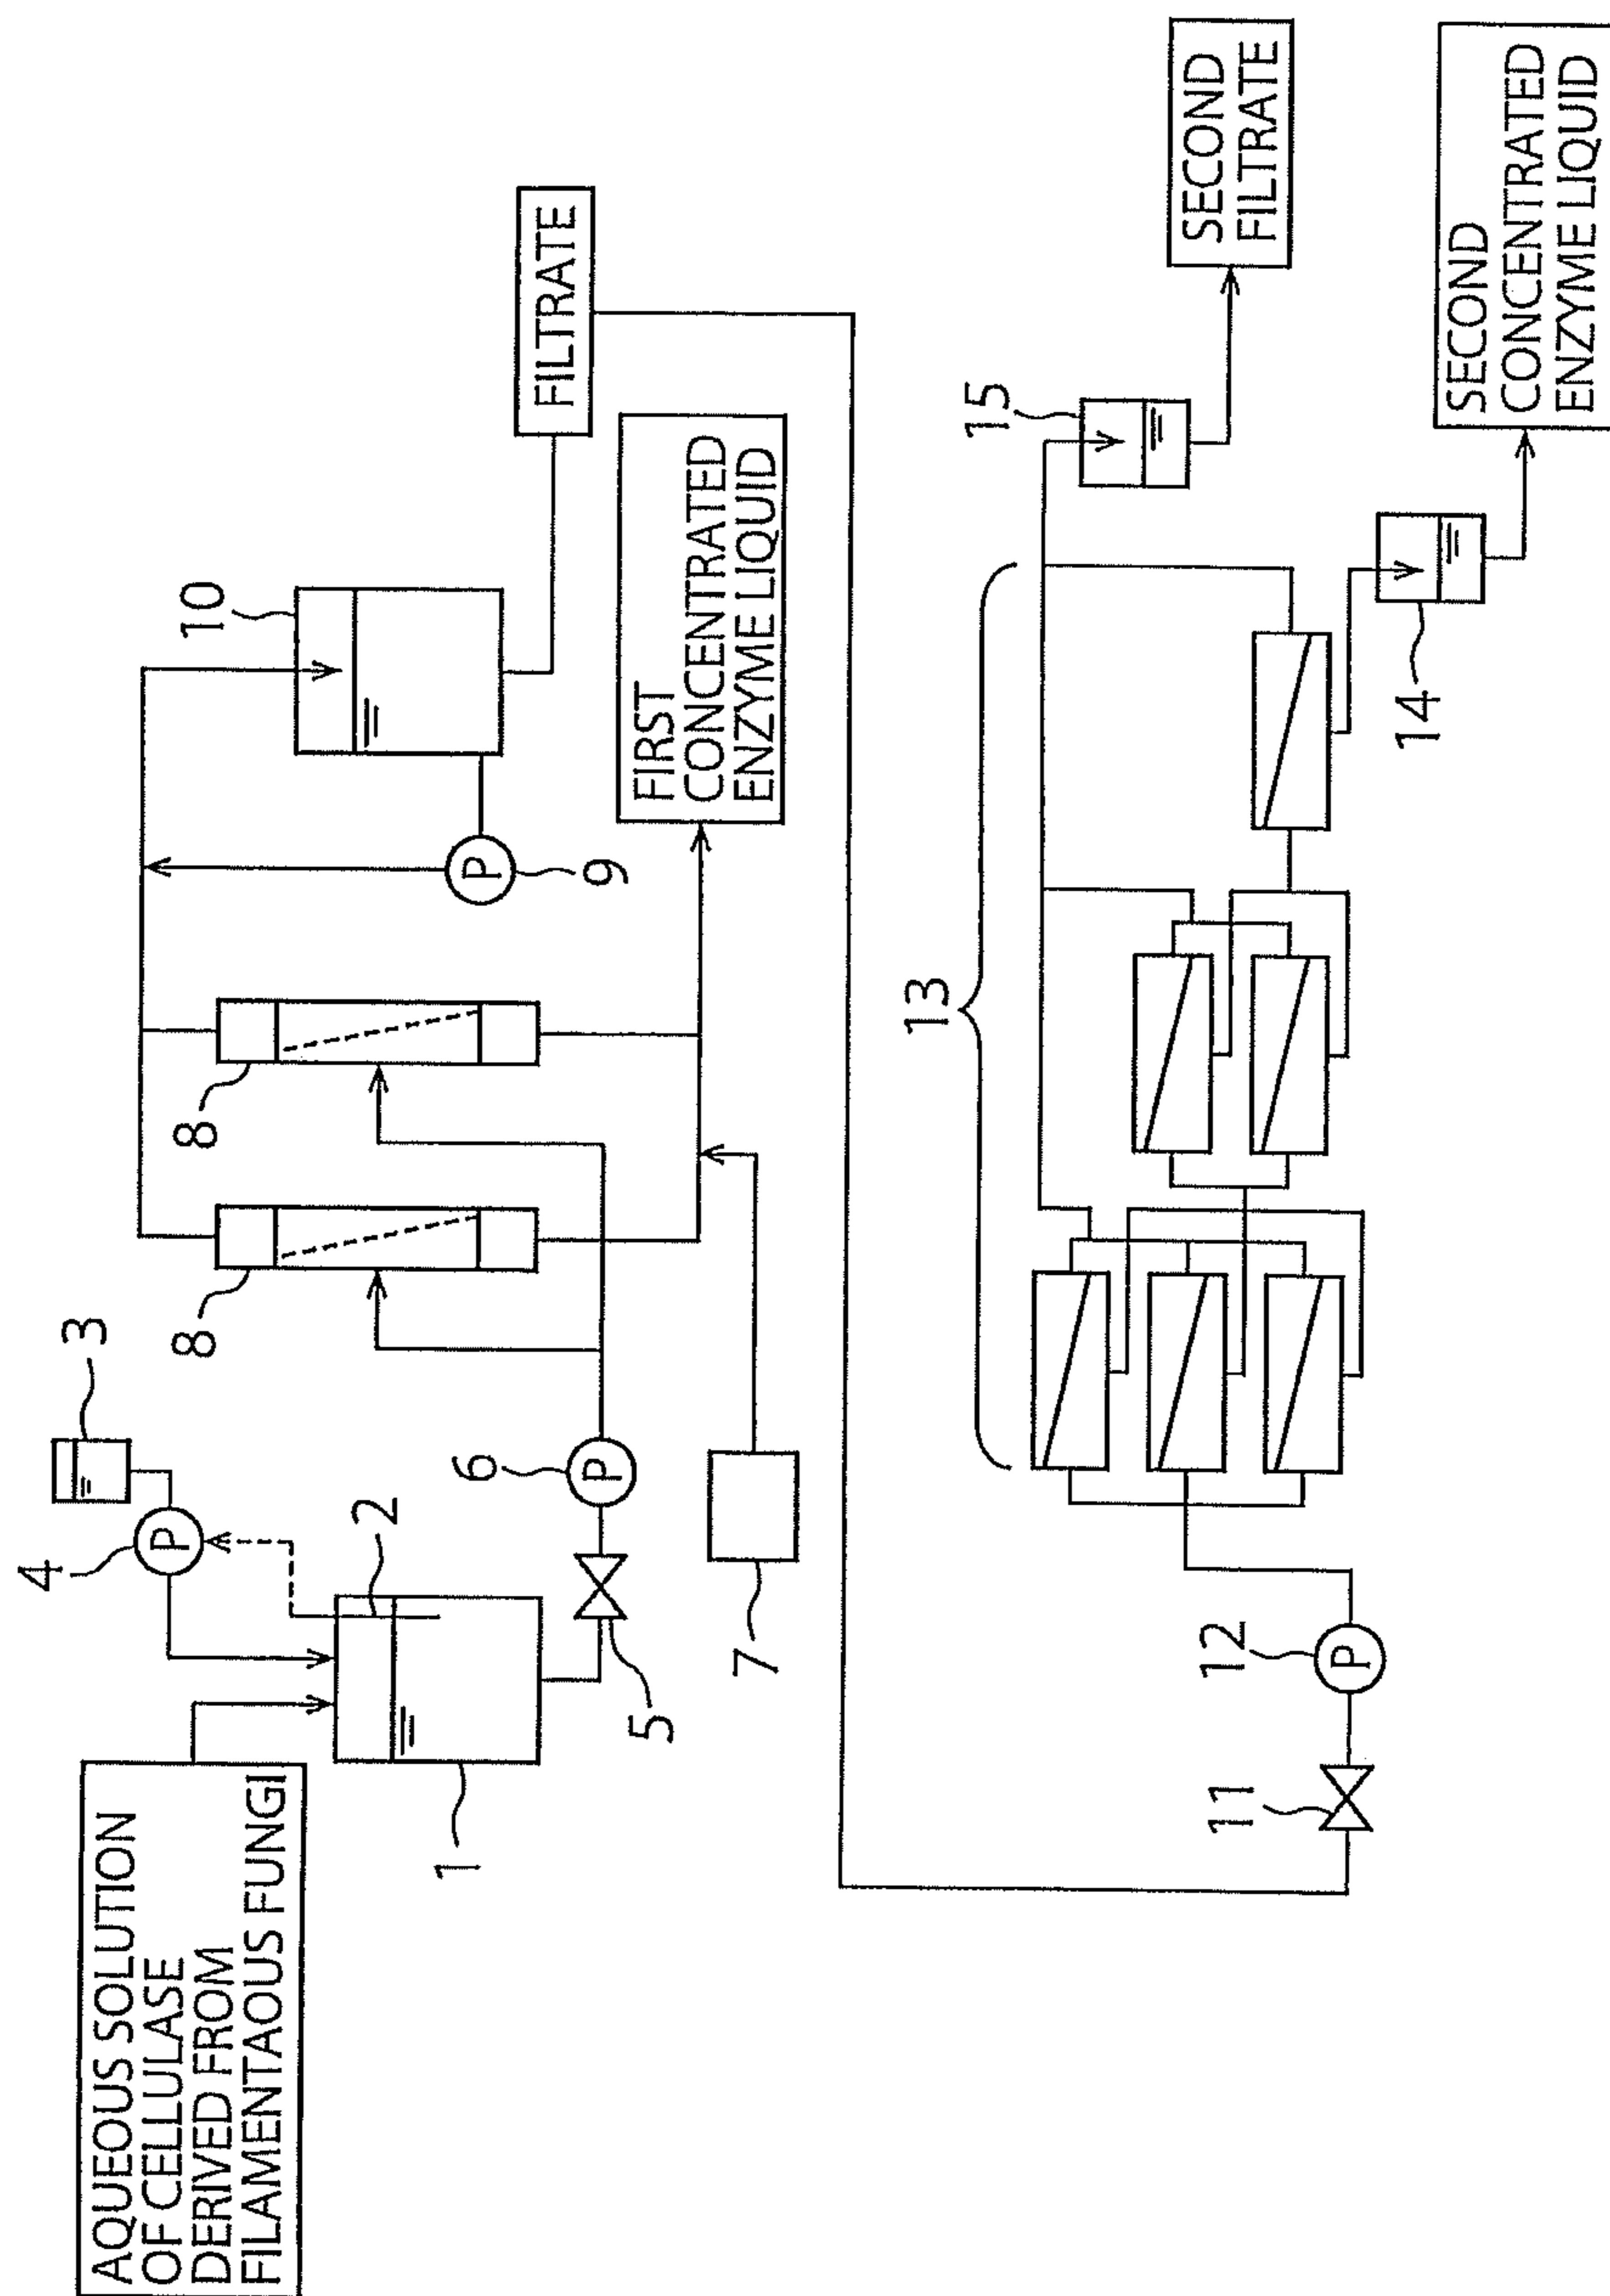 AQUEOUS SOLUTION
OF CELLULASE
DERIVED FROM
FILAMENTAOUS FUNGI
1
2
3
4
P
5
6
P
7
8
8
9
P
10
FILTRATE
FIRST
CONCENTRATED
ENZYME LIQUID
11
12
P
13
14
15
SECOND
FILTRATE
SECOND
CONCENTRATED
ENZYME LIQUID